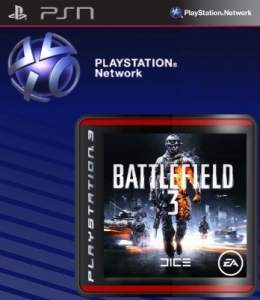 PSN
PlayStation®Network
PLAYSTATION®
Network
PLAYSTATION 3
BATTLEFIELD
3
DICE
EA